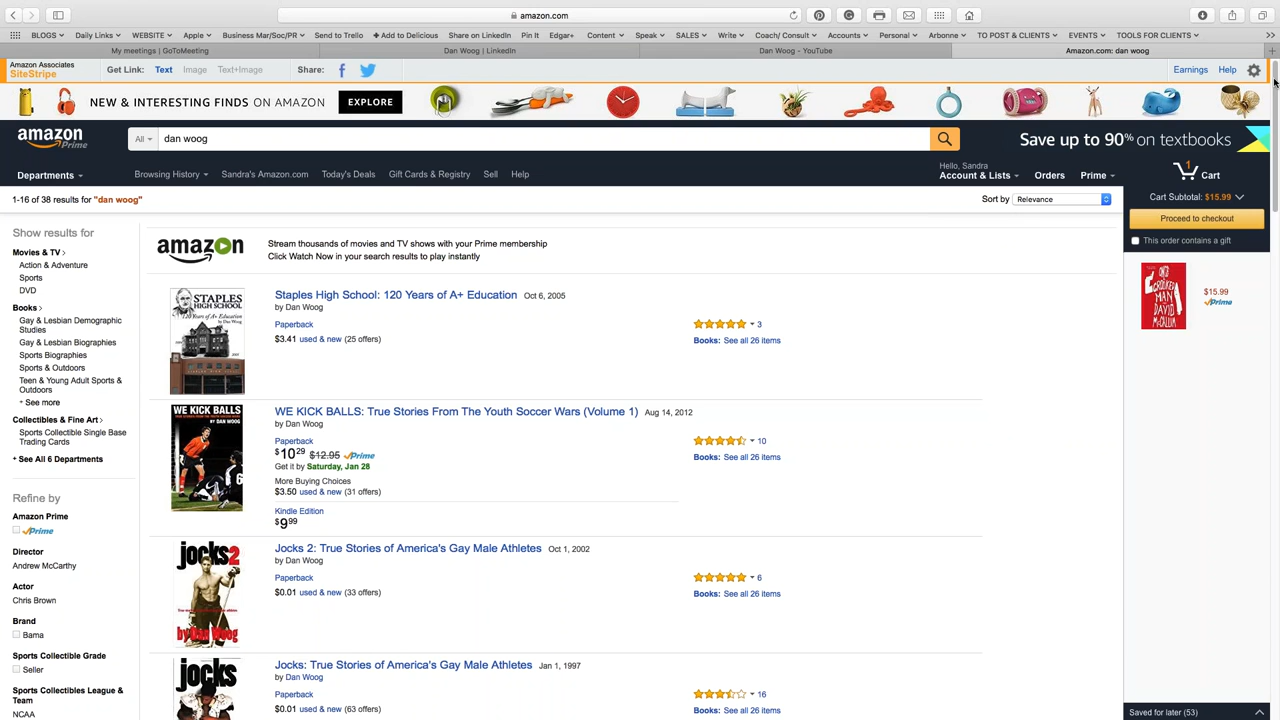 amazon.com
BLOGS Daily Links WEBSITE Apple Business Mar/Soc/PR Send to Trello + Add to Delicious Share on LinkedIn Pin It Edgar+ Content Speak SALES Write Coach/ Consult Accounts Personal Arbonne TO POST & CLIENTS EVENTS TOOLS FOR CLIENTS
My meetings | GoToMeeting Dan Woog | LinkedIn Dan Woog - YouTube Amazon.com: dan woog
Amazon Associates
SiteStripe
Get Link: Text Image Text+Image Share: Earnings Help
NEW & INTERESTING FINDS ON AMAZON EXPLORE
amazon
Prime
All dan woog
Save up to 90% on textbooks
Departments
Browsing History Sandra's Amazon.com Today's Deals Gift Cards & Registry Sell Help
Hello, Sandra
Account & Lists Orders Prime 1 Cart
1-16 of 38 results for "dan woog"
Sort by Relevance
Cart Subtotal: $15.99
Proceed to checkout
This order contains a gift
$15.99
Prime
Show results for
Movies & TV
Action & Adventure
Sports
DVD
Books
Gay & Lesbian Demographic
Studies
Gay & Lesbian Biographies
Sports Biographies
Sports & Outdoors
Teen & Young Adult Sports &
Outdoors
+ See more
Collectibles & Fine Art
Sports Collectible Single Base
Trading Cards
+ See All 6 Departments
Refine by
Amazon Prime
Prime
Director
Andrew McCarthy
Actor
Chris Brown
Brand
Bama
Sports Collectible Grade
Seller
Sports Collectibles League &
Team
NCAA
amazon
Stream thousands of movies and TV shows with your Prime membership
Click Watch Now in your search results to play instantly
STAPLES
HIGH SCHOOL
120 Years of A+ Education
by Dan Woog
Staples High School: 120 Years of A+ Education Oct 6, 2005
by Dan Woog
Paperback
$3.41 used & new (25 offers)
3
Books: See all 26 items
WE KICK BALLS
BY DAN WOOG
WE KICK BALLS: True Stories From The Youth Soccer Wars (Volume 1) Aug 14, 2012
by Dan Woog
Paperback
$10 29 $12.95 Prime
Get it by Saturday, Jan 28
More Buying Choices
$3.50 used & new (31 offers)
Kindle Edition
$9 99
10
Books: See all 26 items
jocks2
by Dan Woog
Jocks 2: True Stories of America's Gay Male Athletes Oct 1, 2002
by Dan Woog
Paperback
$0.01 used & new (33 offers)
6
Books: See all 26 items
jocks
Jocks: True Stories of America's Gay Male Athletes Jan 1, 1997
by Dan Woog
Paperback
$0.01 used & new (63 offers)
16
Books: See all 26 items
ONE
CROOKED
MAN
DAVID
McCALLUM
Saved for later (53)